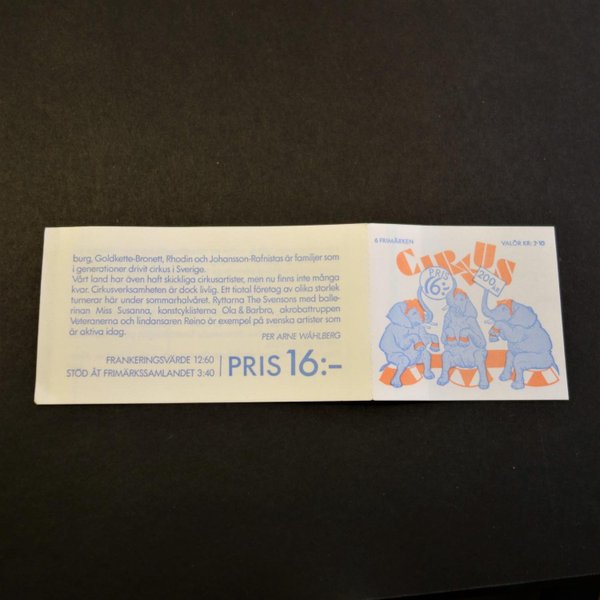 burg, Goldkette-Bronett, Rhodin och Johansson-Rafnistas är familjer som
i generationer drivit cirkus i Sverige.
Vårt land har även haft skickliga cirkusartister, men nu finns inte många
kvar. Cirkusverksamheten är dock livlig. Ett tiotal företag av olika storlek
turnerar här under sommarhalvåret. Ryttarna The Svensons med balle-
rinan Miss Susanna, konstcyklisterna Ola & Barbro, akrobattruppen
Veteranerna och lindansaren Reino är exempel på svenska artister som
är aktiva idag.
PER ARNE WÅHLBERG
FRANKERINGSVÄRDE 12:60
STÖD ÅT FRIMÄRKSSAMLANDET 3:40
PRIS 16:-
6 FRIMÄRKEN
VALÖR KR: 2·10
CIRKUS
PRIS
16:-
200 ÅR